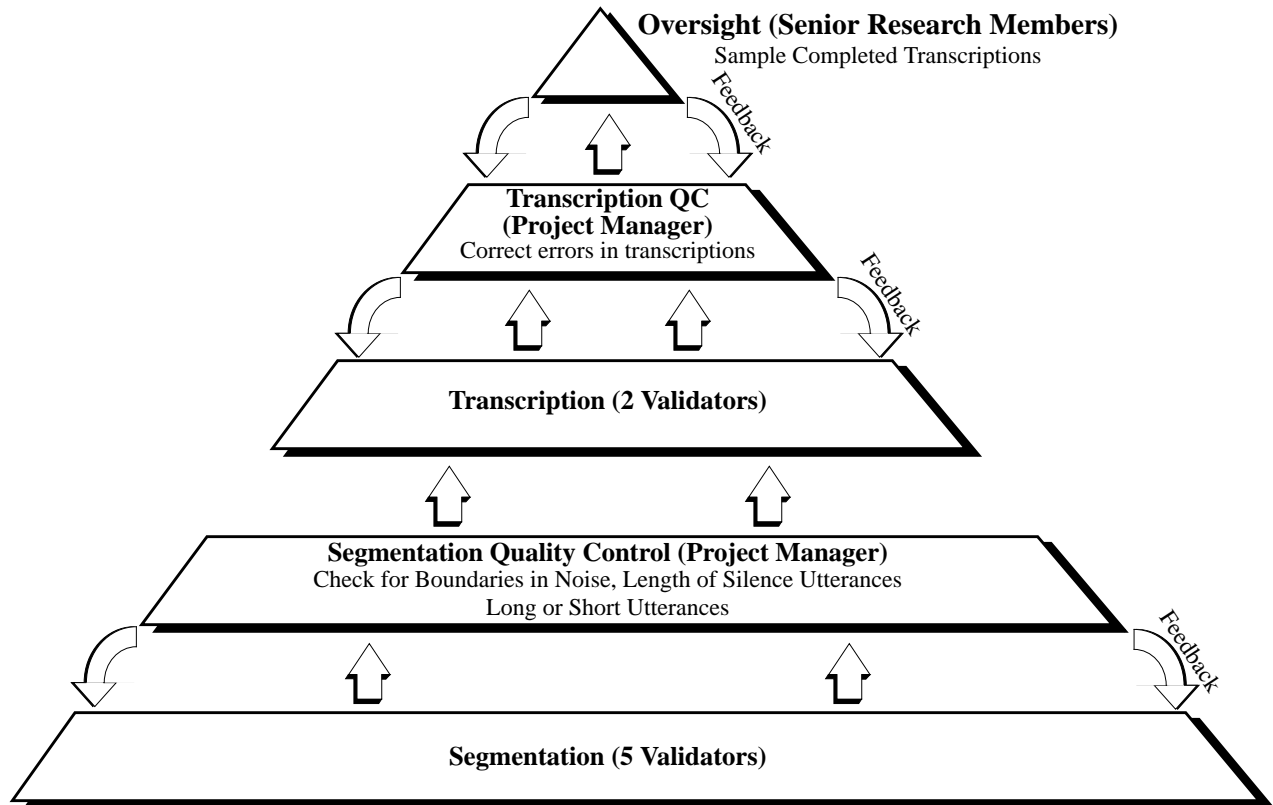 Oversight (Senior Research Members)
Sample Completed Transcriptions
Feedback
Transcription QC
(Project Manager)
Correct errors in transcriptions
Feedback
Transcription (2 Validators)
Segmentation Quality Control (Project Manager)
Check for Boundaries in Noise, Length of Silence Utterances
Long or Short Utterances
Feedback
Segmentation (5 Validators)